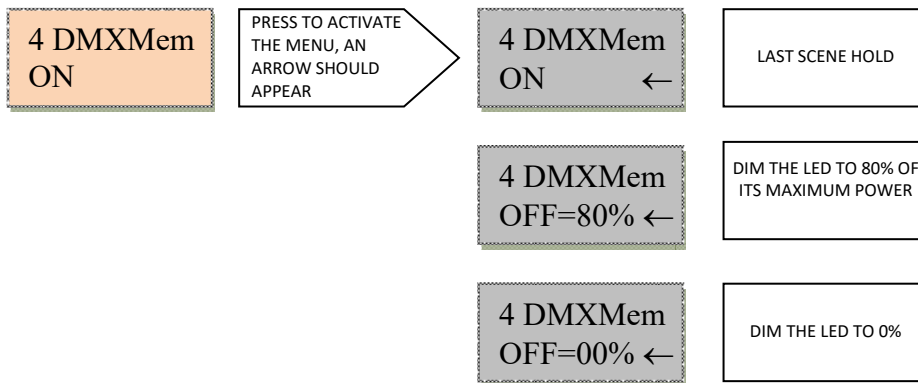 4 DMXMem
ON
PRESS TO ACTIVATE
THE MENU, AN
ARROW SHOULD
APPEAR
4 DMXMem
ON ←
LAST SCENE HOLD
4 DMXMem
OFF=80% ←
DIM THE LED TO 80% OF
ITS MAXIMUM POWER
4 DMXMem
OFF=00% ←
DIM THE LED TO 0%